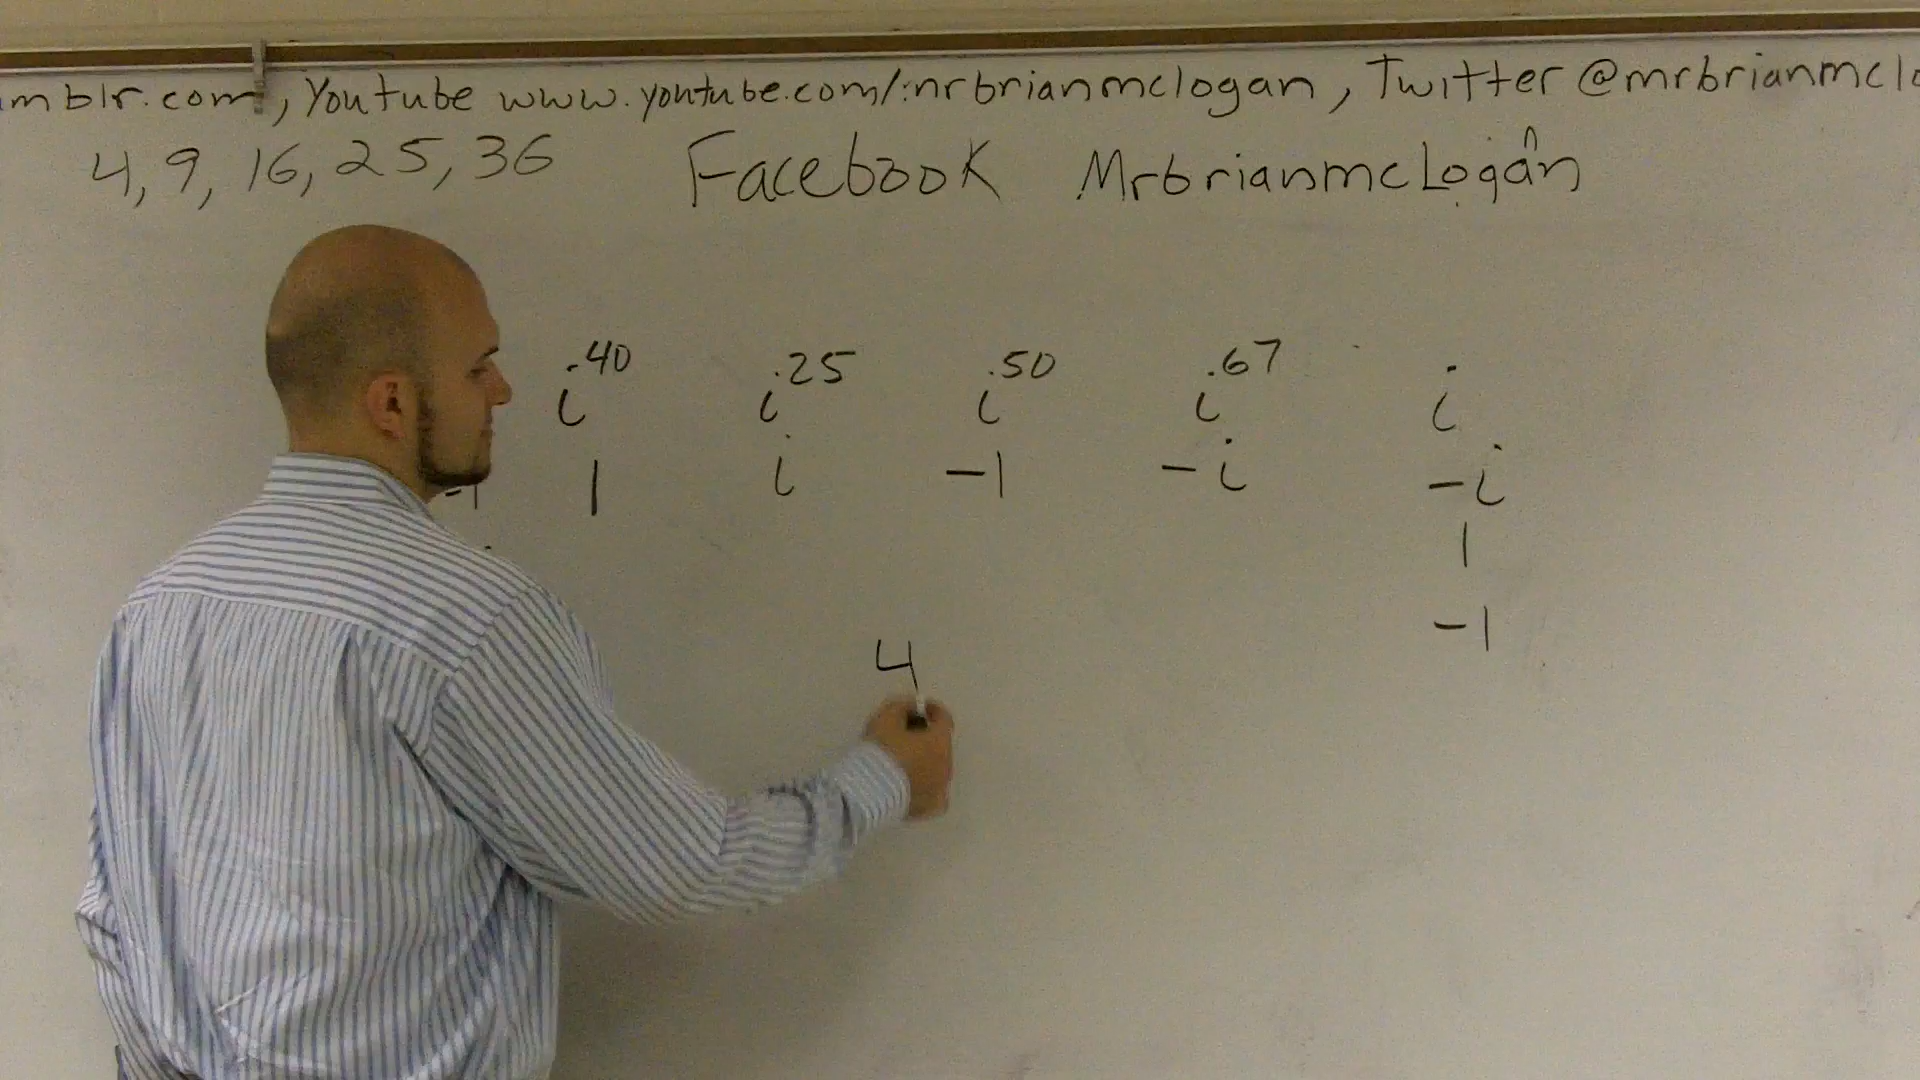 mblr.com, Youtube www.youtube.com/mrbrianmclogan, Twitter @mrbrianmclo
4, 9, 16, 25, 36 Facebook MrbrianmcLogan
i^40 i^25 i^50 i^67 i
-1 1 i -1 -i -i
1
-1
4